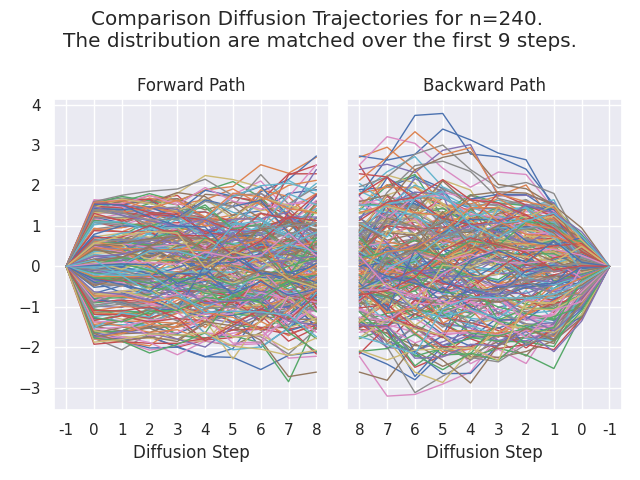 Comparison Diffusion Trajectories for n=240.
The distribution are matched over the first 9 steps.
Forward Path
Backward Path
4
3
2
1
0
−1
−2
−3
-1 0 1 2 3 4 5 6 7 8
8 7 6 5 4 3 2 1 0 -1
Diffusion Step
Diffusion Step